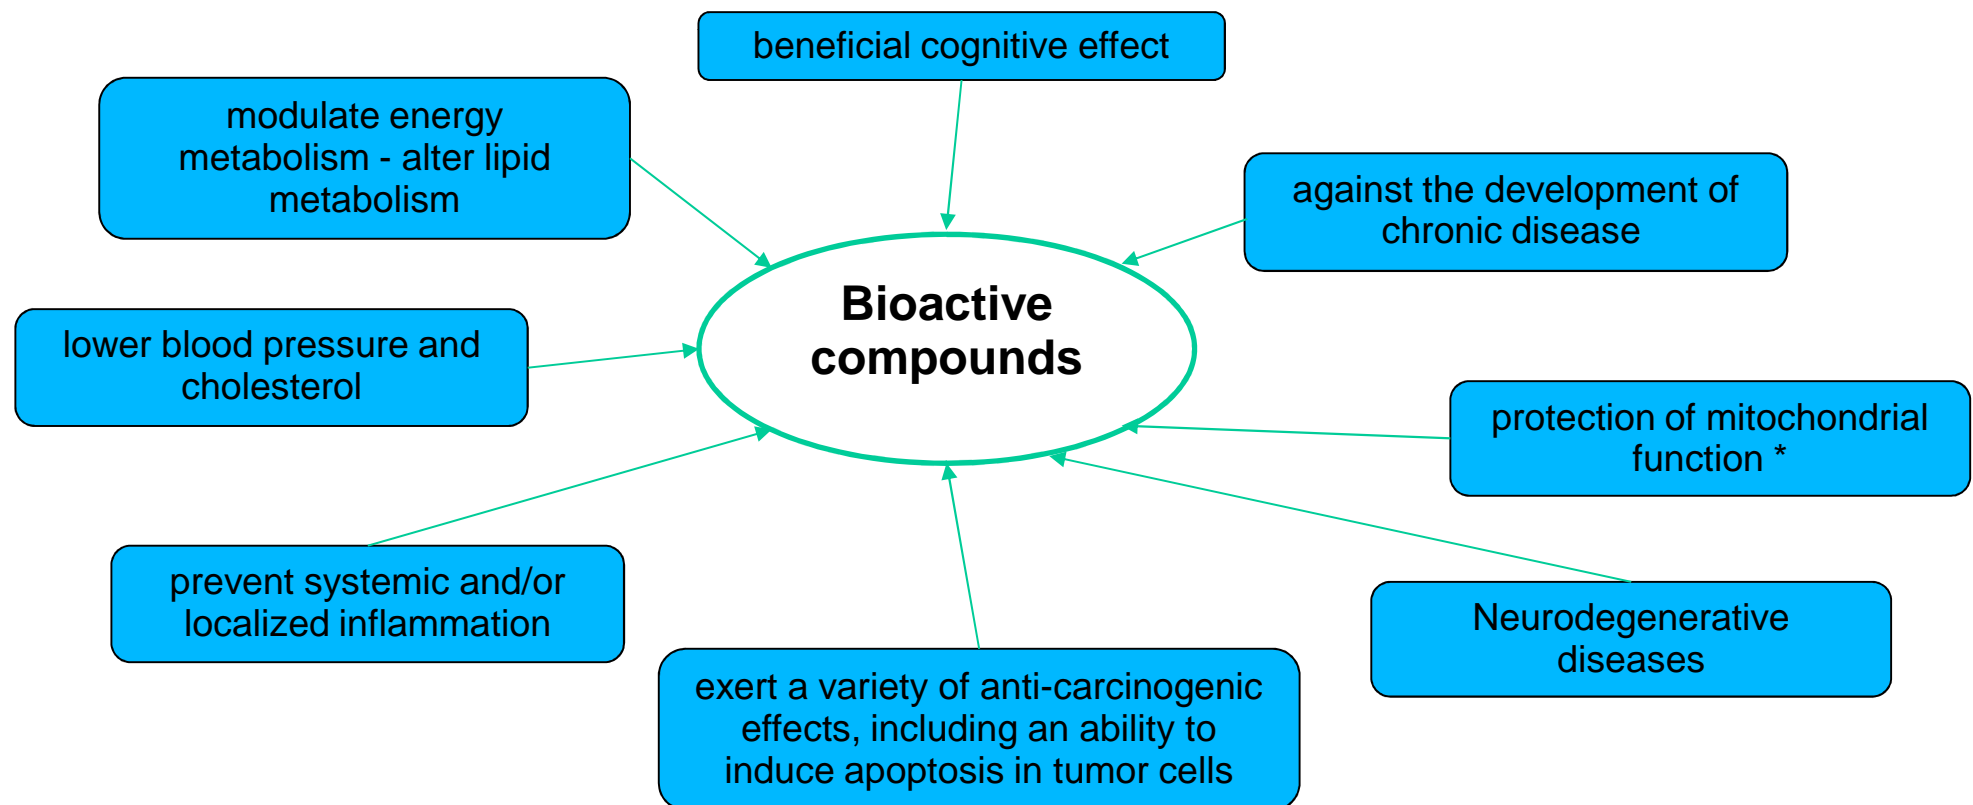 beneficial cognitive effect
modulate energy
metabolism - alter lipid
metabolism
against the development of
chronic disease
Bioactive
compounds
lower blood pressure and
cholesterol
protection of mitochondrial
function *
prevent systemic and/or
localized inflammation
Neurodegenerative
diseases
exert a variety of anti-carcinogenic
effects, including an ability to
induce apoptosis in tumor cells